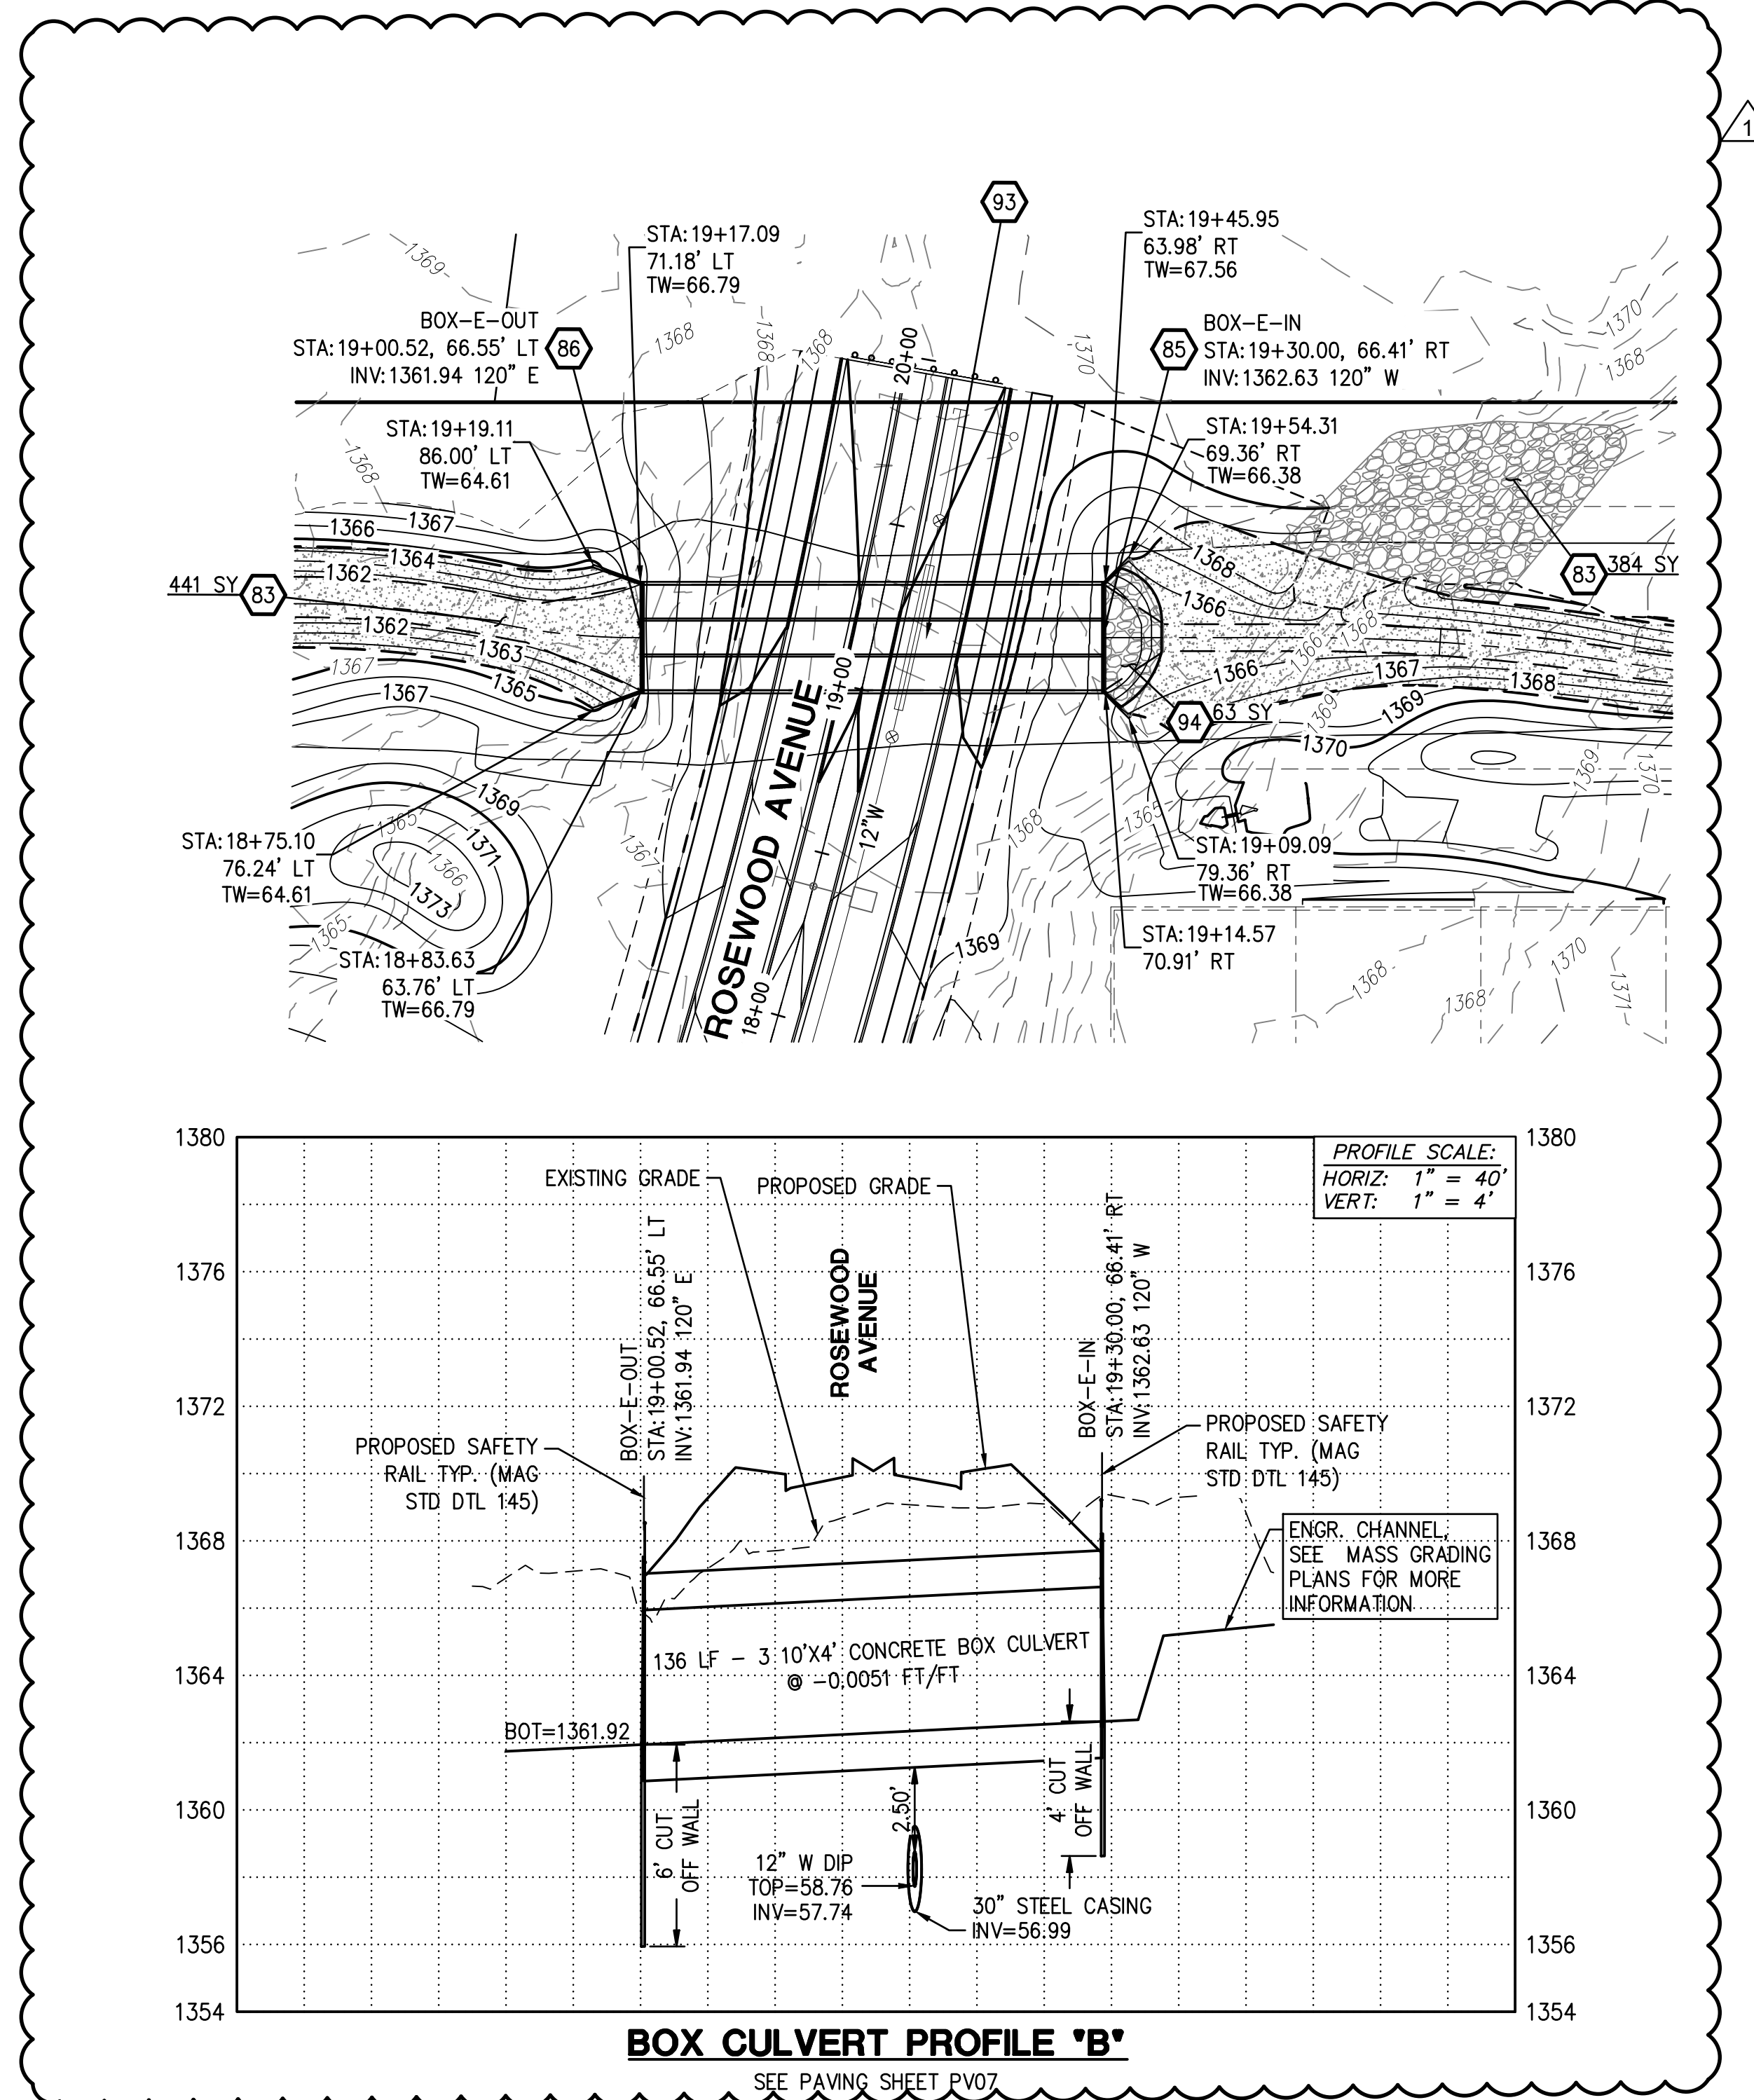 1
93
STA:19+17.09
71.18' LT
TW=66.79
STA:19+45.95
63.98' RT
TW=67.56
BOX-E-OUT
STA:19+00.52, 66.55' LT
INV:1361.94 120" E
86
85
BOX-E-IN
STA:19+30.00, 66.41' RT
INV:1362.63 120" W
1369
1368
1368
1368
1370
1370
1368
20+00
STA:19+19.11
86.00' LT
TW=64.61
STA:19+54.31
69.36' RT
TW=66.38
1368
1366
1367
1364
1362
441 SY
83
1362
1363
1367
1365
1367
1368
1366
83
384 SY
1366
1368
1366
1367
1368
1369
1369
1370
94
63 SY
1369
1370
19+00
ROSEWOOD AVENUE
12"W
18+00
1369
1365
1371
1366
1373
1365
1367
1368
1365
1369
STA:18+75.10
76.24' LT
TW=64.61
STA:18+83.63
63.76' LT
TW=66.79
STA:19+09.09
79.36' RT
TW=66.38
STA:19+14.57
70.91' RT
1368
1368
1370
1371
1380
1376
1372
1368
1364
1360
1356
1354
1380
1376
1372
1368
1364
1360
1356
1354
PROFILE SCALE:
HORIZ: 1" = 40'
VERT: 1" = 4'
EXISTING GRADE
PROPOSED GRADE
BOX-E-OUT
STA:19+00.52, 66.55' LT
INV:1361.94 120" E
ROSEWOOD
AVENUE
BOX-E-IN
STA:19+30.00, 66.41' RT
INV:1362.63 120" W
PROPOSED SAFETY
RAIL TYP. (MAG
STD DTL 145)
PROPOSED SAFETY
RAIL TYP. (MAG
STD DTL 145)
ENGR. CHANNEL,
SEE MASS GRADING
PLANS FOR MORE
INFORMATION
136 LF - 3 10'X4' CONCRETE BOX CULVERT
@ -0.0051 FT/FT
BOT=1361.92
6' CUT
OFF WALL
2.50'
4' CUT
OFF WALL
12" W DIP
TOP=58.76
INV=57.74
30" STEEL CASING
INV=56.99
BOX CULVERT PROFILE "B"
SEE PAVING SHEET PV07